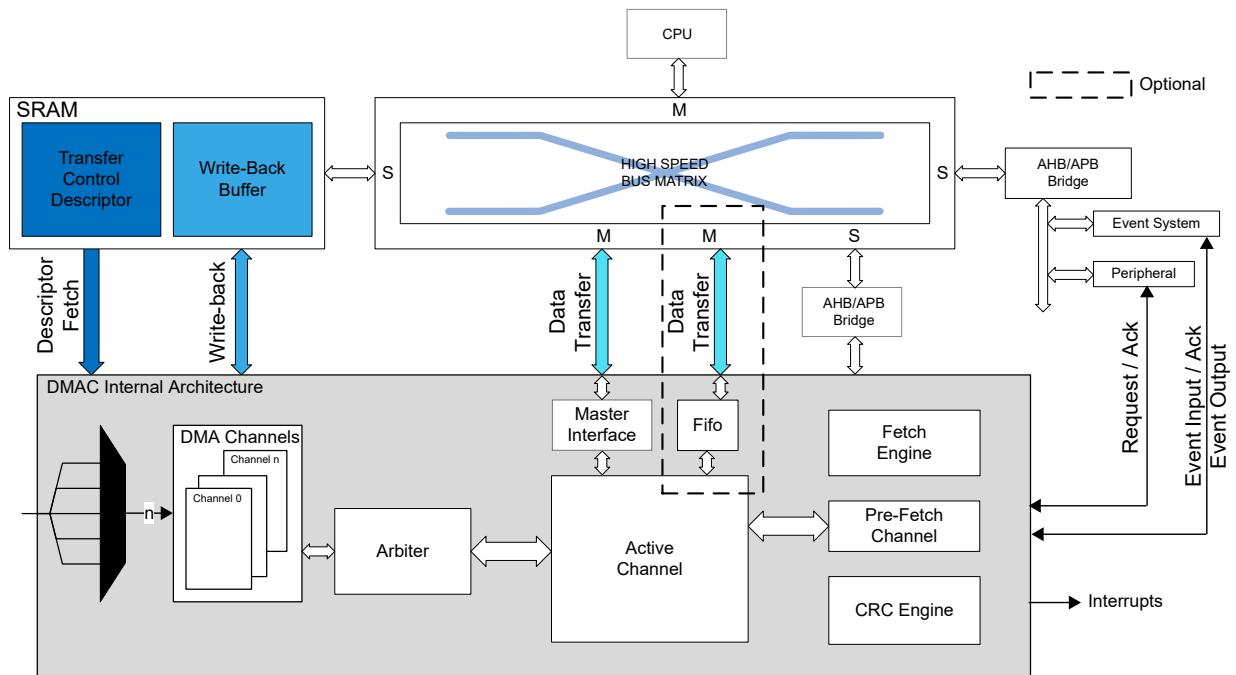 CPU
Optional
SRAM
Transfer
Control
Descriptor
Write-Back
Buffer
M
S
HIGH SPEED
BUS MATRIX
S
M
M
S
AHB/APB
Bridge
Event System
Peripheral
Descriptor
Fetch
Write-back
Data
Transfer
Data
Transfer
AHB/APB
Bridge
Request / Ack
Event Input / Ack
Event Output
DMAC Internal Architecture
DMA Channels
Channel n
Channel 0
n
Arbiter
Master
Interface
Fifo
Active
Channel
Fetch
Engine
Pre-Fetch
Channel
CRC Engine
Interrupts